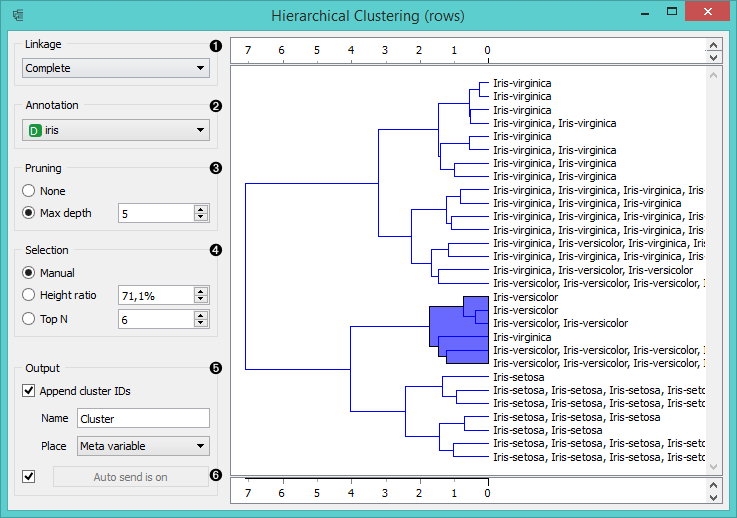 Hierarchical Clustering (rows)
Linkage ❶
Complete
Annotation ❷
D iris
Pruning ❸
None
Max depth 5
Selection ❹
Manual
Height ratio 71,1%
Top N 6
Output ❺
Append cluster IDs
Name Cluster
Place Meta variable
Auto send is on ❻
7 6 5 4 3 2 1 0
Iris-virginica
Iris-virginica
Iris-virginica
Iris-virginica, Iris-virginica
Iris-virginica
Iris-virginica, Iris-virginica
Iris-virginica, Iris-virginica
Iris-virginica, Iris-virginica
Iris-virginica, Iris-virginica, Iris-virginica, Iris-
Iris-virginica, Iris-virginica, Iris-virginica
Iris-virginica, Iris-virginica, Iris-virginica, Iris-
Iris-virginica, Iris-virginica, Iris-virginica, Iris-
Iris-virginica, Iris-versicolor, Iris-virginica, Iris-
Iris-virginica, Iris-virginica, Iris-virginica, Iris-
Iris-virginica, Iris-versicolor, Iris-versicolor
Iris-versicolor, Iris-versicolor, Iris-versicolor, I
Iris-versicolor
Iris-versicolor
Iris-versicolor, Iris-versicolor
Iris-virginica
Iris-versicolor, Iris-versicolor, Iris-versicolor, I
Iris-versicolor, Iris-versicolor, Iris-versicolor, I
Iris-setosa
Iris-setosa, Iris-setosa, Iris-setosa, Iris-seto
Iris-setosa, Iris-setosa, Iris-setosa, Iris-seto
Iris-setosa, Iris-setosa, Iris-setosa
Iris-setosa, Iris-setosa
Iris-setosa, Iris-setosa, Iris-setosa, Iris-seto
Iris-setosa, Iris-setosa, Iris-setosa, Iris-seto
7 6 5 4 3 2 1 0